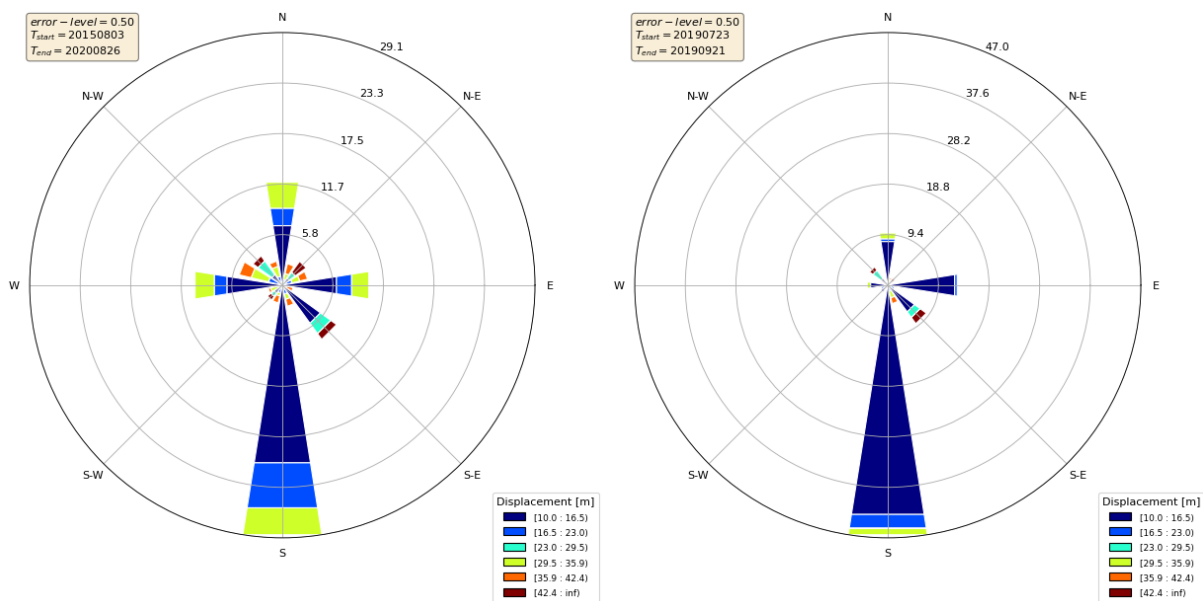 error − level = 0.50
T_start = 20150803
T_end = 20200826
N
29.1
23.3
17.5
11.7
5.8
N-W
N-E
W
E
S-W
S-E
S
Displacement [m]
[10.0 : 16.5)
[16.5 : 23.0)
[23.0 : 29.5)
[29.5 : 35.9)
[35.9 : 42.4)
[42.4 : inf)
error − level = 0.50
T_start = 20190723
T_end = 20190921
N
47.0
37.6
28.2
18.8
9.4
N-W
N-E
W
E
S-W
S-E
S
Displacement [m]
[10.0 : 16.5)
[16.5 : 23.0)
[23.0 : 29.5)
[29.5 : 35.9)
[35.9 : 42.4)
[42.4 : inf)